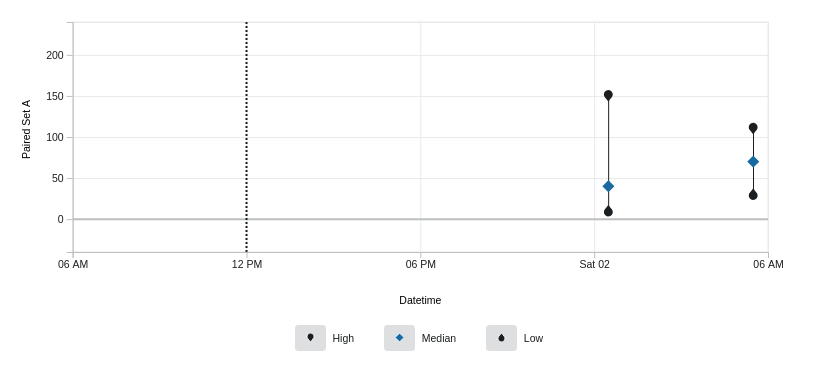 Paired Set A
200
150
100
50
0
06 AM
12 PM
06 PM
Sat 02
06 AM
Datetime
High
Median
Low